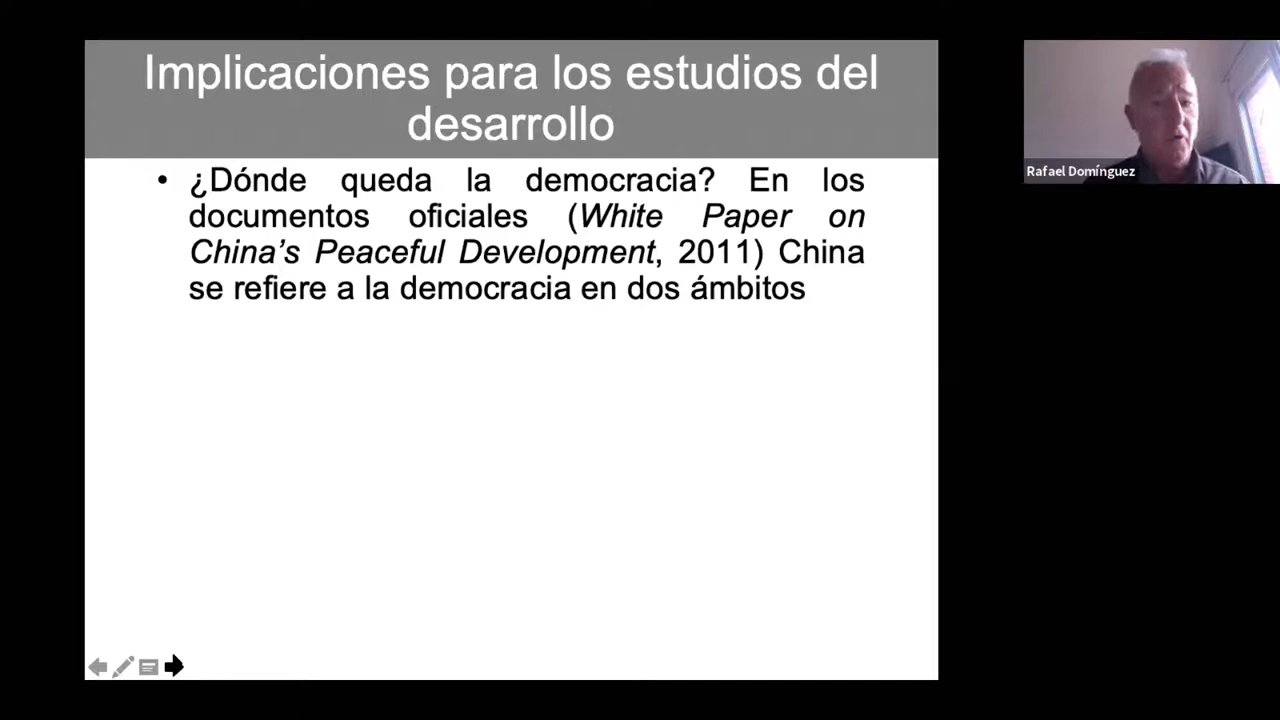 Implicaciones para los estudios del
desarrollo
• ¿Dónde queda la democracia? En los
documentos oficiales (White Paper on
China’s Peaceful Development, 2011) China
se refiere a la democracia en dos ámbitos
Rafael Domínguez